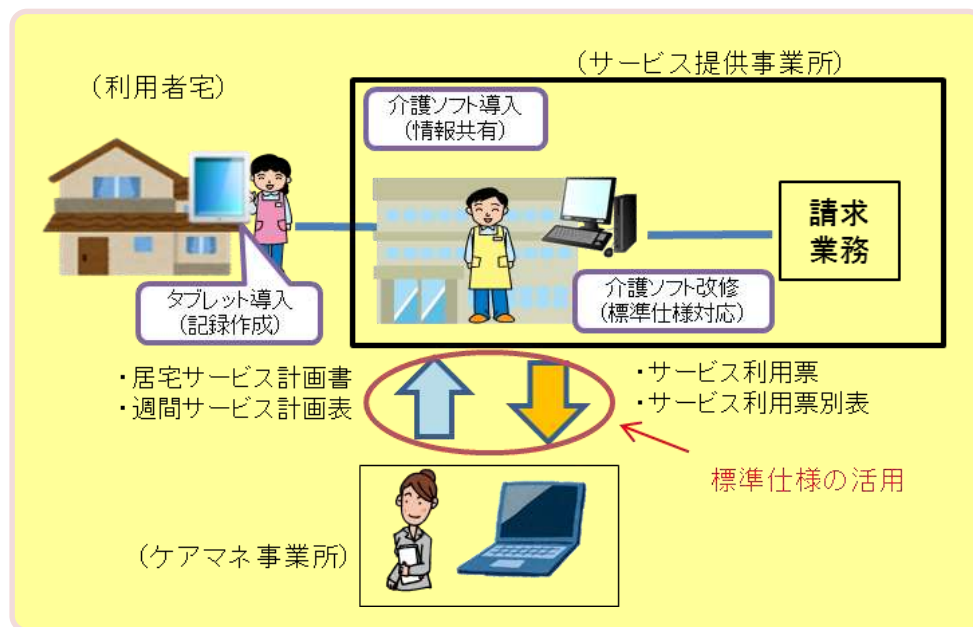 （利用者宅）
（サービス提供事業所）
介護ソフト導入
（情報共有）
請求
業務
タブレット導入
（記録作成）
介護ソフト改修
（標準仕様対応）
・居宅サービス計画書
・週間サービス計画表
・サービス利用票
・サービス利用票別表
標準仕様の活用
（ケアマネ事業所）